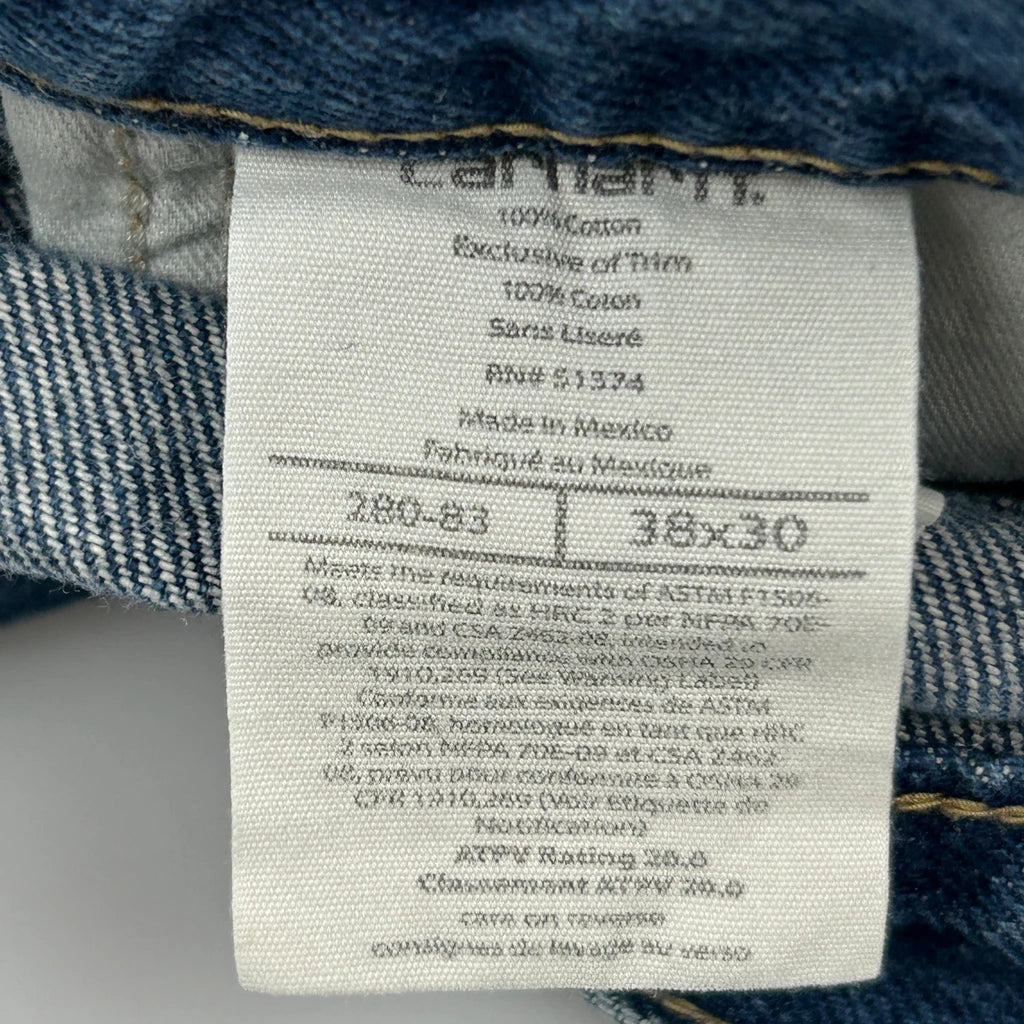 carhartt.
100% Cotton
Exclusive of Trim
100% Coton
Sans Liseré
RN# 51374
Made in Mexico
Fabriqué au Mexique
280-83 38x30
Meets the requirements of ASTM F1506-
08, classified as HRC 2 per NFPA 70E-
09 and CSA Z462-08, intended to
provide compliance with OSHA 29 CFR
1910,269 (See Warning Label)
Conforme aux exigences de ASTM
F1506-08, homologué en tant que HRC
2 selon NFPA 70E-09 et CSA Z462-
08, prévu pour conformité à OSHA 29
CFR 1910,269 (Voir Étiquette de
Notification)
ATPV Rating 20.0
Classement ATPV 20.0
care on reverse
consignes de lavage au verso